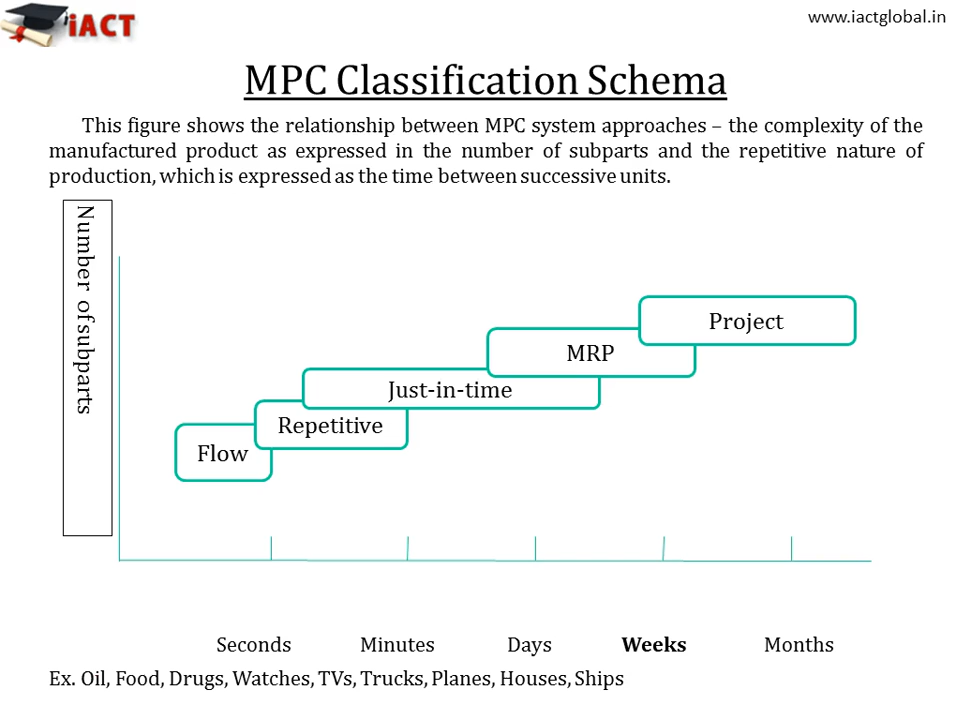 iACT
www.iactglobal.in
MPC Classification Schema
This figure shows the relationship between MPC system approaches – the complexity of the
manufactured product as expressed in the number of subparts and the repetitive nature of
production, which is expressed as the time between successive units.
Number of subparts
Project
MRP
Just-in-time
Repetitive
Flow
Seconds Minutes Days Weeks Months
Ex. Oil, Food, Drugs, Watches, TVs, Trucks, Planes, Houses, Ships